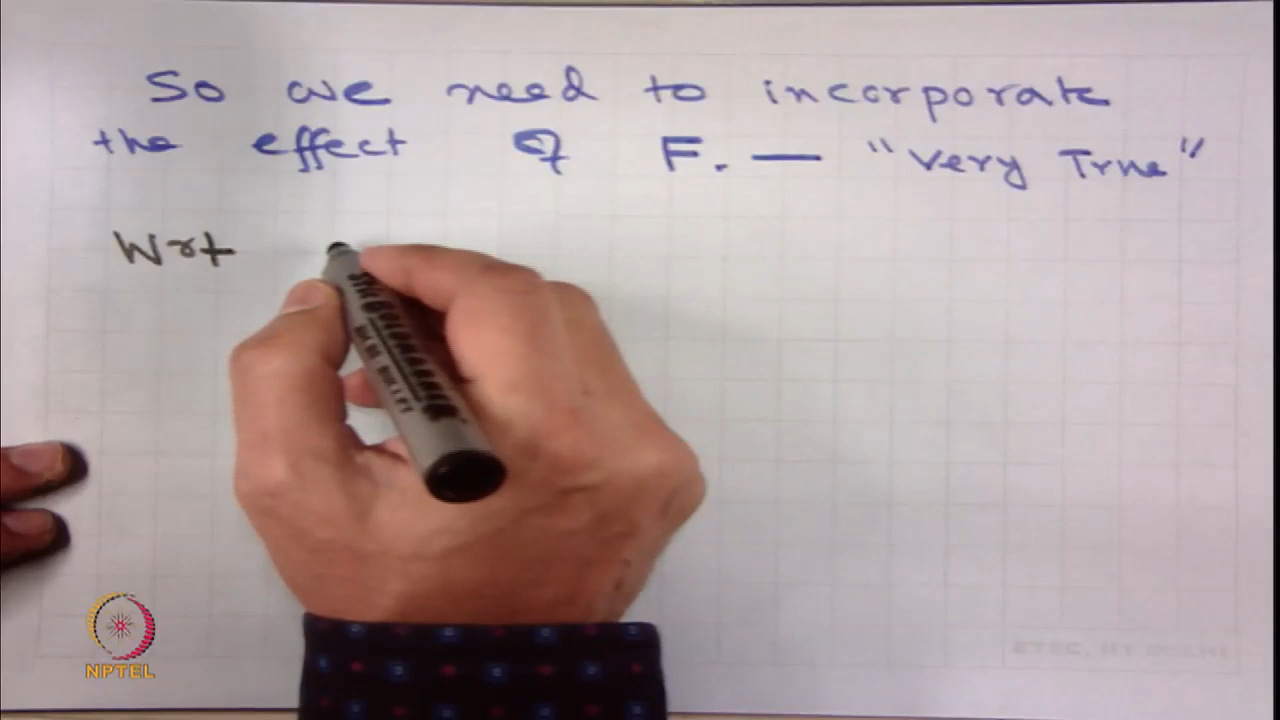 So we need to incorporate
the effect of F. — "Very True"
Wrt
NPTEL